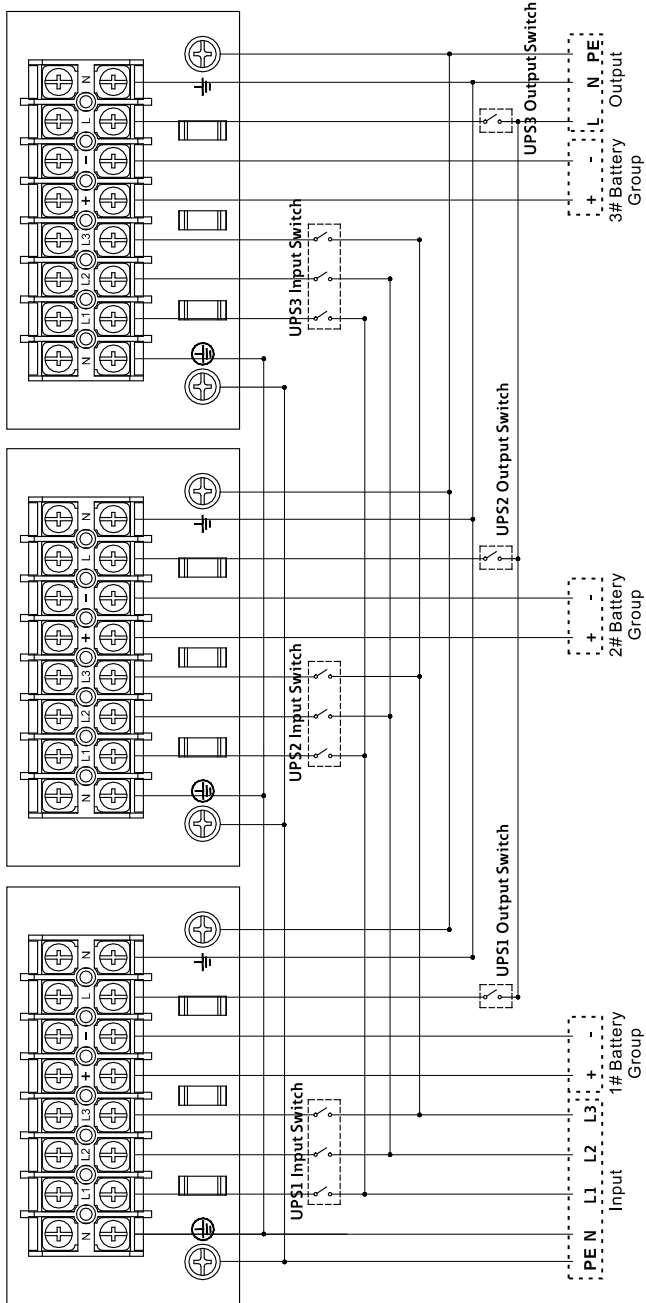 N L1 L2 L3 + - L N
N L1 L2 L3 + - L N
N L1 L2 L3 + - L N
UPS1 Input Switch
UPS2 Input Switch
UPS3 Input Switch
UPS1 Output Switch
UPS2 Output Switch
UPS3 Output Switch
PE N L1 L2 L3
Input
+ -
1# Battery
Group
+ -
2# Battery
Group
+ -
3# Battery
Group
L N PE
Output